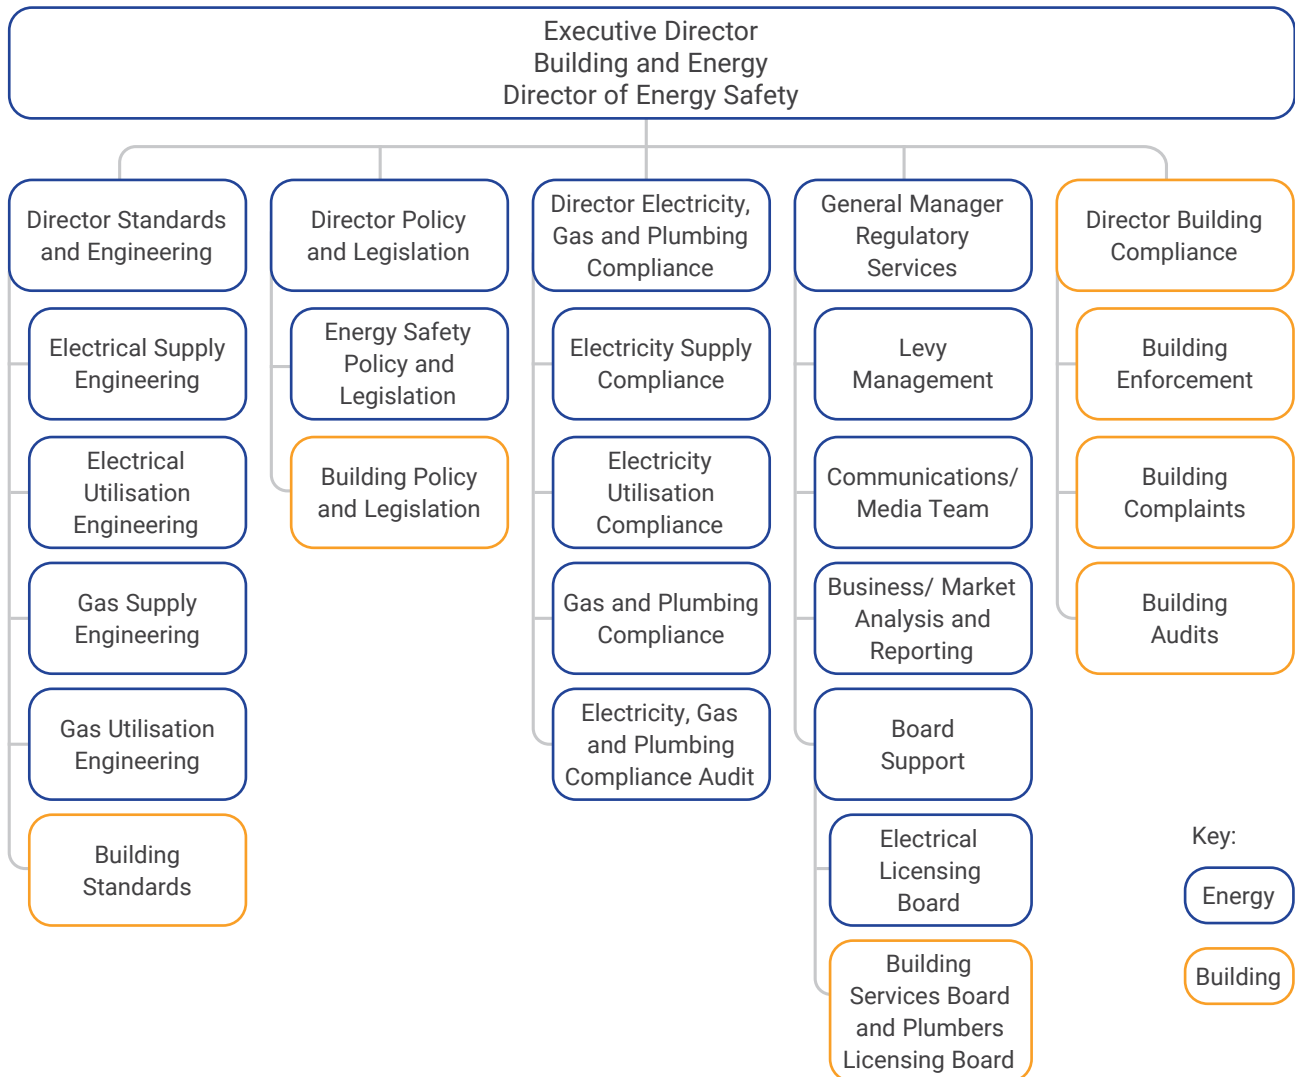 Executive Director
Building and Energy
Director of Energy Safety
Director Standards
and Engineering
Electrical Supply
Engineering
Electrical
Utilisation
Engineering
Gas Supply
Engineering
Gas Utilisation
Engineering
Building
Standards
Director Policy
and Legislation
Energy Safety
Policy and
Legislation
Building Policy
and Legislation
Director Electricity,
Gas and Plumbing
Compliance
Electricity Supply
Compliance
Electricity
Utilisation
Compliance
Gas and Plumbing
Compliance
Electricity, Gas
and Plumbing
Compliance Audit
General Manager
Regulatory
Services
Levy
Management
Communications/
Media Team
Business/ Market
Analysis and
Reporting
Board
Support
Electrical
Licensing
Board
Building
Services Board
and Plumbers
Licensing Board
Director Building
Compliance
Building
Enforcement
Building
Complaints
Building
Audits
Key:
Energy
Building